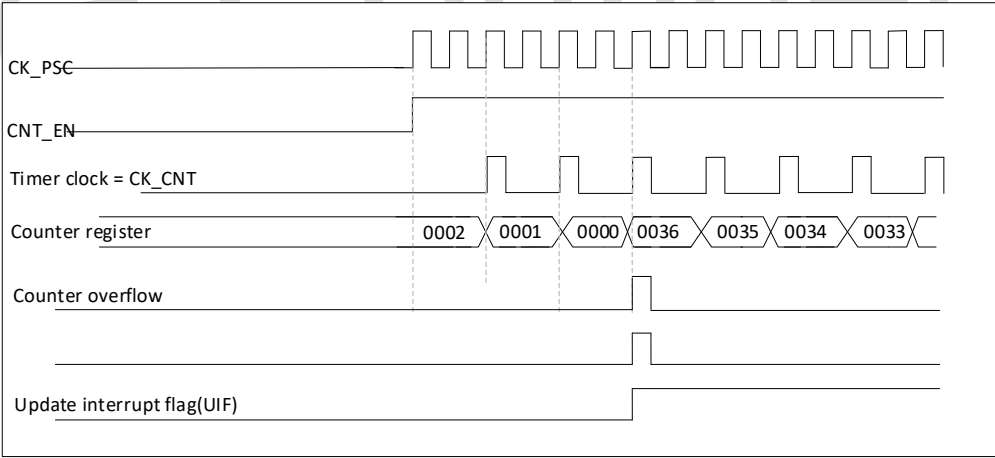 CK_PSC
CNT_EN
Timer clock = CK_CNT
Counter register 0002 0001 0000 0036 0035 0034 0033
Counter overflow
Update interrupt flag(UIF)